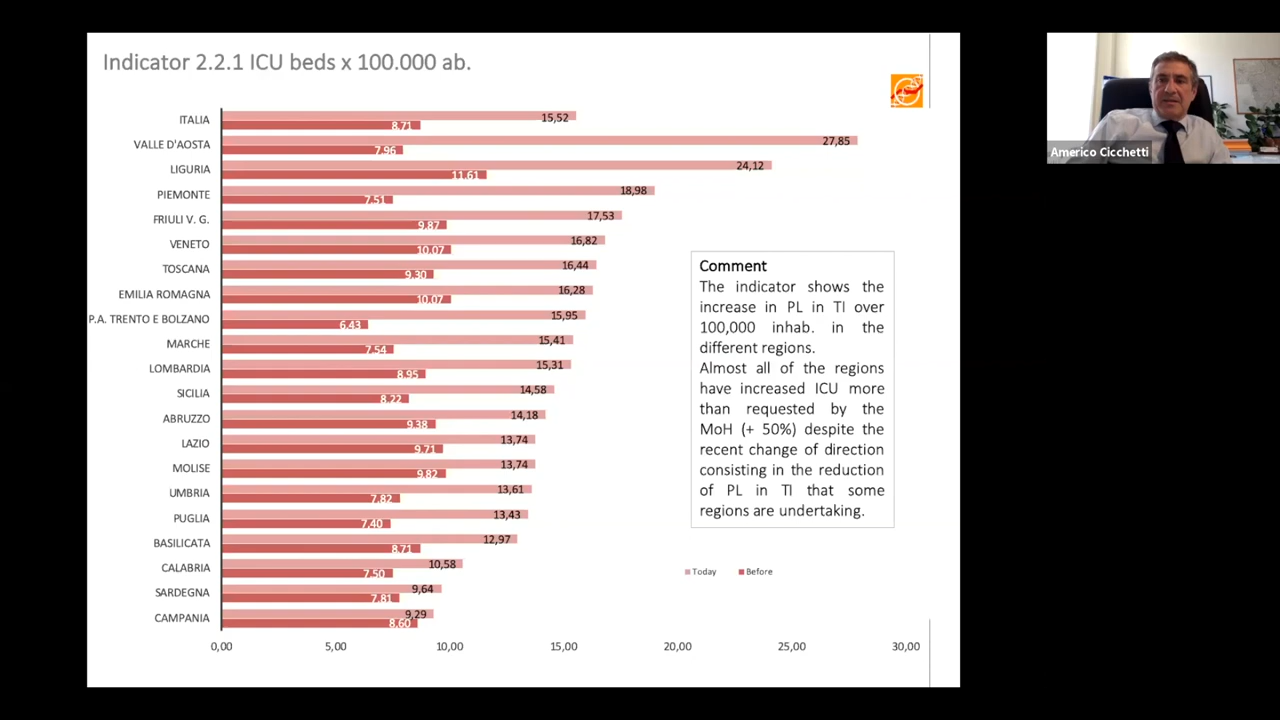 Indicator 2.2.1 ICU beds x 100.000 ab.
ITALIA
15,52
8.71
VALLE D'AOSTA
27,85
7.96
LIGURIA
24,12
11.61
PIEMONTE
18,98
7.51
FRIULI V. G.
17,53
9.87
VENETO
16,82
10.07
TOSCANA
16,44
9.30
EMILIA ROMAGNA
16,28
10.07
P.A. TRENTO E BOLZANO
15,95
6.43
MARCHE
15,41
7.54
LOMBARDIA
15,31
8.95
SICILIA
14,58
8.22
ABRUZZO
14,18
9.38
LAZIO
13,74
9.71
MOLISE
13,74
9.82
UMBRIA
13,61
7.82
PUGLIA
13,43
7.40
BASILICATA
12,97
8.71
CALABRIA
10,58
7.50
SARDEGNA
9,64
7.81
CAMPANIA
9,29
8.60
0,00 5,00 10,00 15,00 20,00 25,00 30,00
Comment
The indicator shows the
increase in PL in TI over
100,000 inhab. in the
different regions.
Almost all of the regions
have increased ICU more
than requested by the
MoH (+ 50%) despite the
recent change of direction
consisting in the reduction
of PL in TI that some
regions are undertaking.
Today Before
Americo Cicchetti